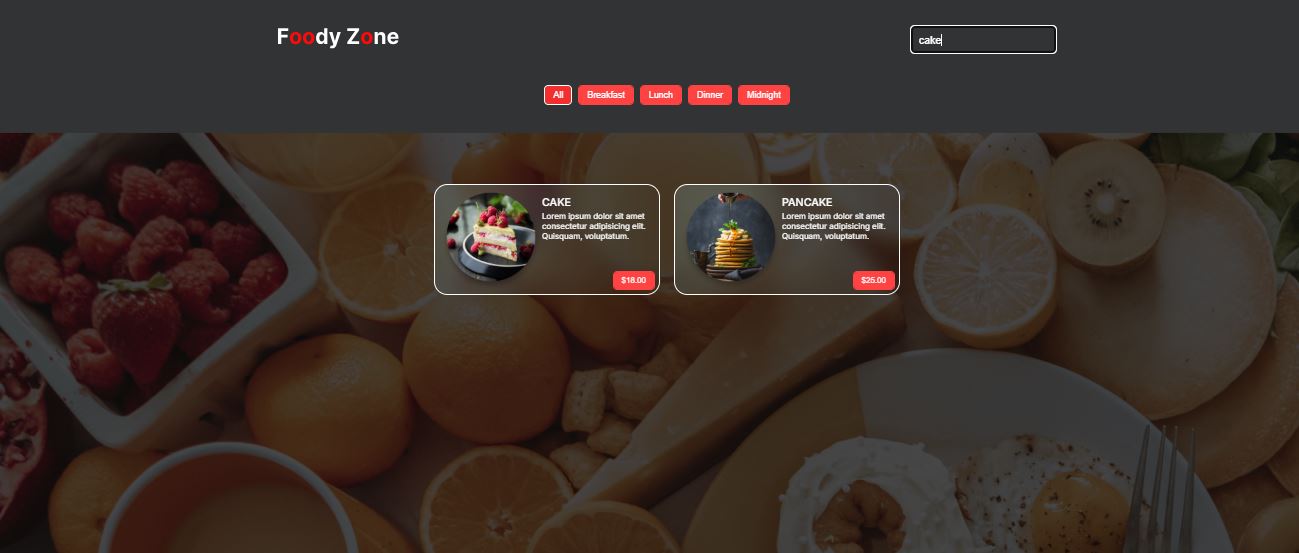 Foody Zone
cake
All Breakfast Lunch Dinner Midnight
CAKE
Lorem ipsum dolor sit amet
consectetur adipisicing elit.
Quisquam, voluptatum.
$18.00
PANCAKE
Lorem ipsum dolor sit amet
consectetur adipisicing elit.
Quisquam, voluptatum.
$25.00